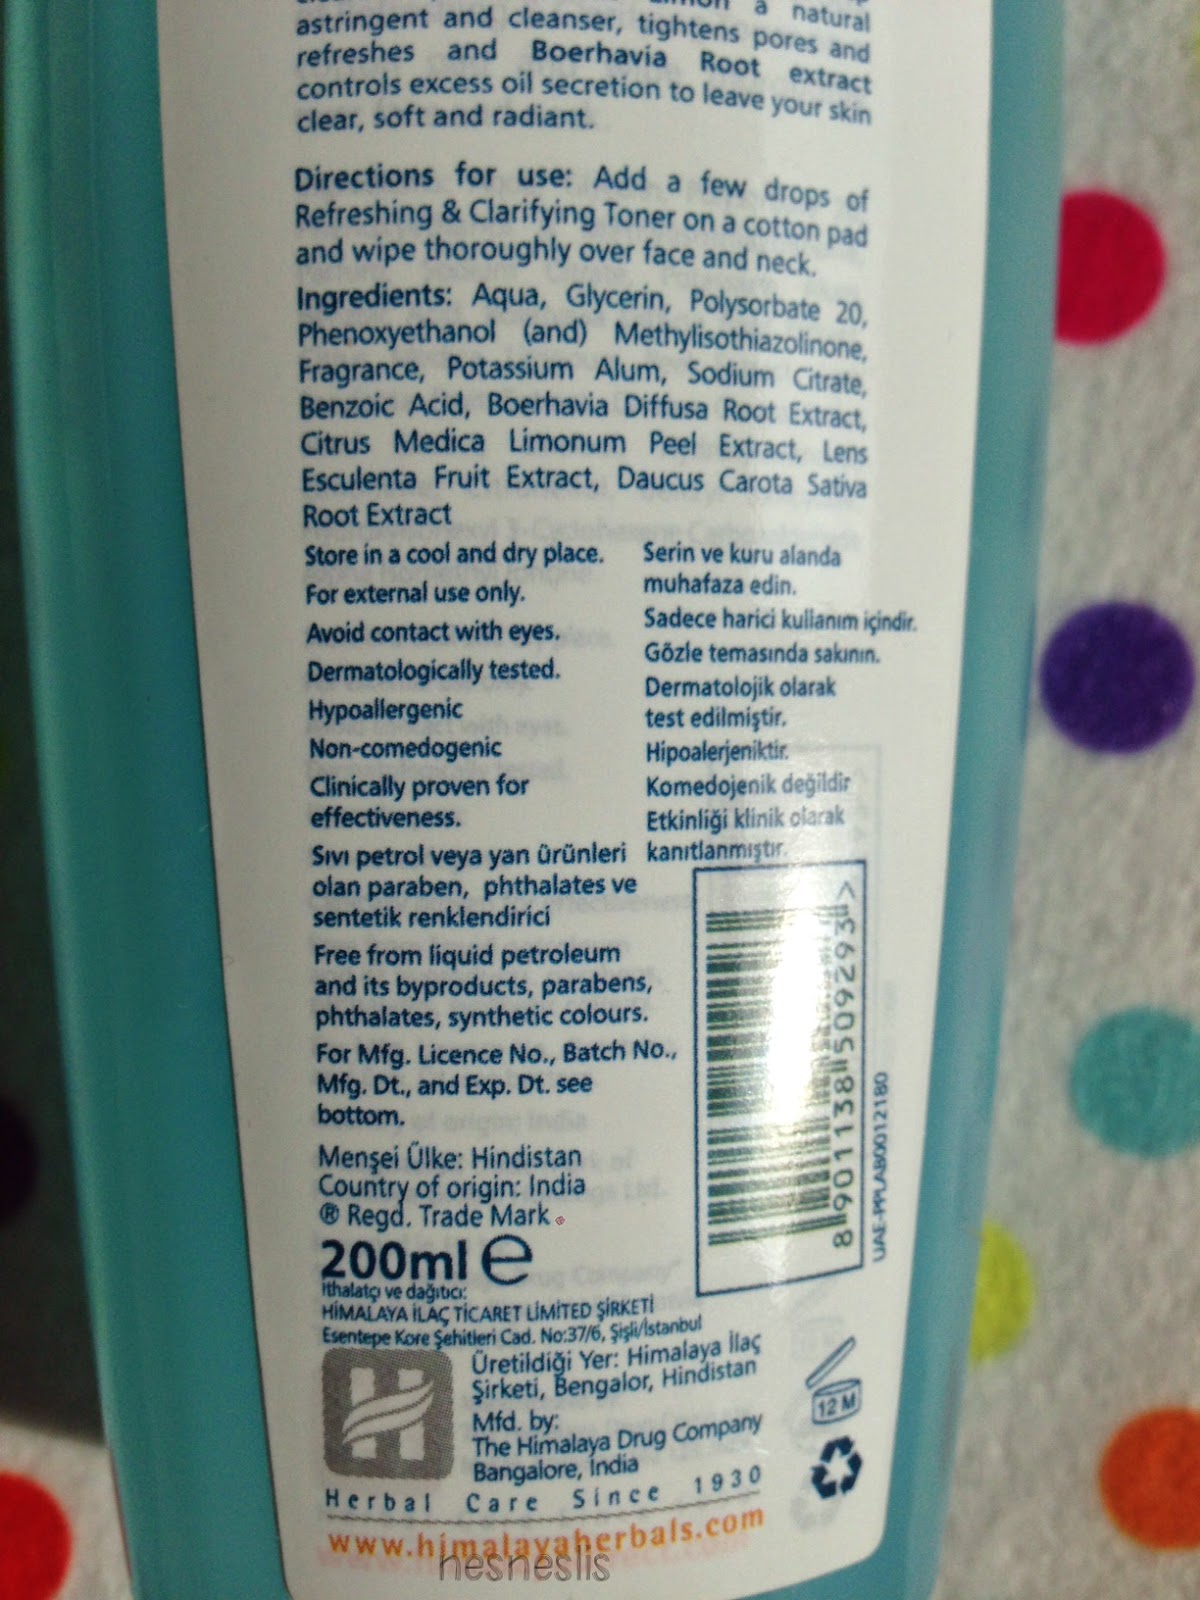 a natural
astringent and cleanser, tightens pores and
refreshes and Boerhavia Root extract
controls excess oil secretion to leave your skin
clear, soft and radiant.
Directions for use: Add a few drops of
Refreshing & Clarifying Toner on a cotton pad
and wipe thoroughly over face and neck.
Ingredients: Aqua, Glycerin, Polysorbate 20,
Phenoxyethanol (and) Methylisothiazolinone,
Fragrance, Potassium Alum, Sodium Citrate,
Benzoic Acid, Boerhavia Diffusa Root Extract,
Citrus Medica Limonum Peel Extract, Lens
Esculenta Fruit Extract, Daucus Carota Sativa
Root Extract
Store in a cool and dry place.
For external use only.
Avoid contact with eyes.
Dermatologically tested.
Hypoallergenic
Non-comedogenic
Clinically proven for
effectiveness.
Serin ve kuru alanda
muhafaza edin.
Sadece harici kullanım içindir.
Gözle temasında sakının.
Dermatolojik olarak
test edilmiştir.
Hipoalerjeniktir.
Komedojenik değildir
Etkinliği klinik olarak
kanıtlanmıştır.
Sıvı petrol veya yan ürünleri
olan paraben, phthalates ve
sentetik renklendirici
Free from liquid petroleum
and its byproducts, parabens,
phthalates, synthetic colours.
For Mfg. Licence No., Batch No.,
Mfg. Dt., and Exp. Dt. see
bottom.
Menşei Ülke: Hindistan
Country of origin: India
® Regd. Trade Mark
200ml e
İthalatçı ve dağıtıcı:
HİMALAYA İLAÇ TİCARET LİMİTED ŞİRKETİ
Esentepe Kore Şehitleri Cad. No:37/6, Şişli/İstanbul
Üretildiği Yer: Himalaya İlaç
Şirketi, Bengalor, Hindistan
Mfd. by:
The Himalaya Drug Company
Bangalore, India
Herbal Care Since 1930
www.himalayaherbals.com
8 901138 509293 >
UAE-PPLAB0012180
12 M
hesneslis